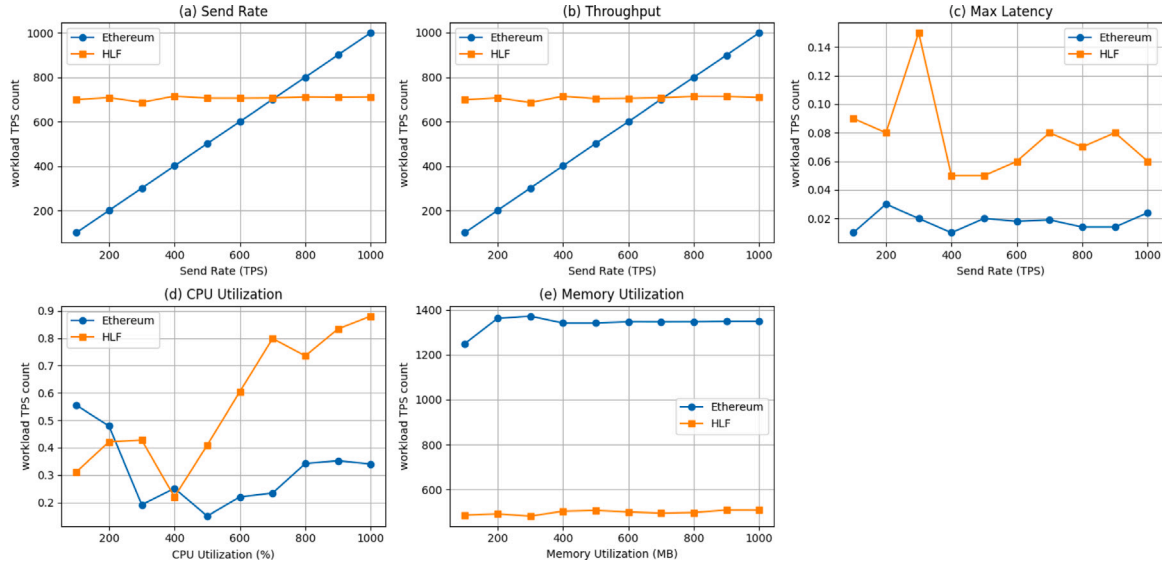 (a) Send Rate
workload TPS count
1000
800
600
400
200
Ethereum
HLF
200 400 600 800 1000
Send Rate (TPS)
(b) Throughput
workload TPS count
1000
800
600
400
200
Ethereum
HLF
200 400 600 800 1000
Send Rate (TPS)
(c) Max Latency
workload TPS count
0.14
0.12
0.10
0.08
0.06
0.04
0.02
Ethereum
HLF
200 400 600 800 1000
Send Rate (TPS)
(d) CPU Utilization
workload TPS count
0.9
0.8
0.7
0.6
0.5
0.4
0.3
0.2
Ethereum
HLF
200 400 600 800 1000
CPU Utilization (%)
(e) Memory Utilization
workload TPS count
1400
1200
1000
800
600
Ethereum
HLF
200 400 600 800 1000
Memory Utilization (MB)